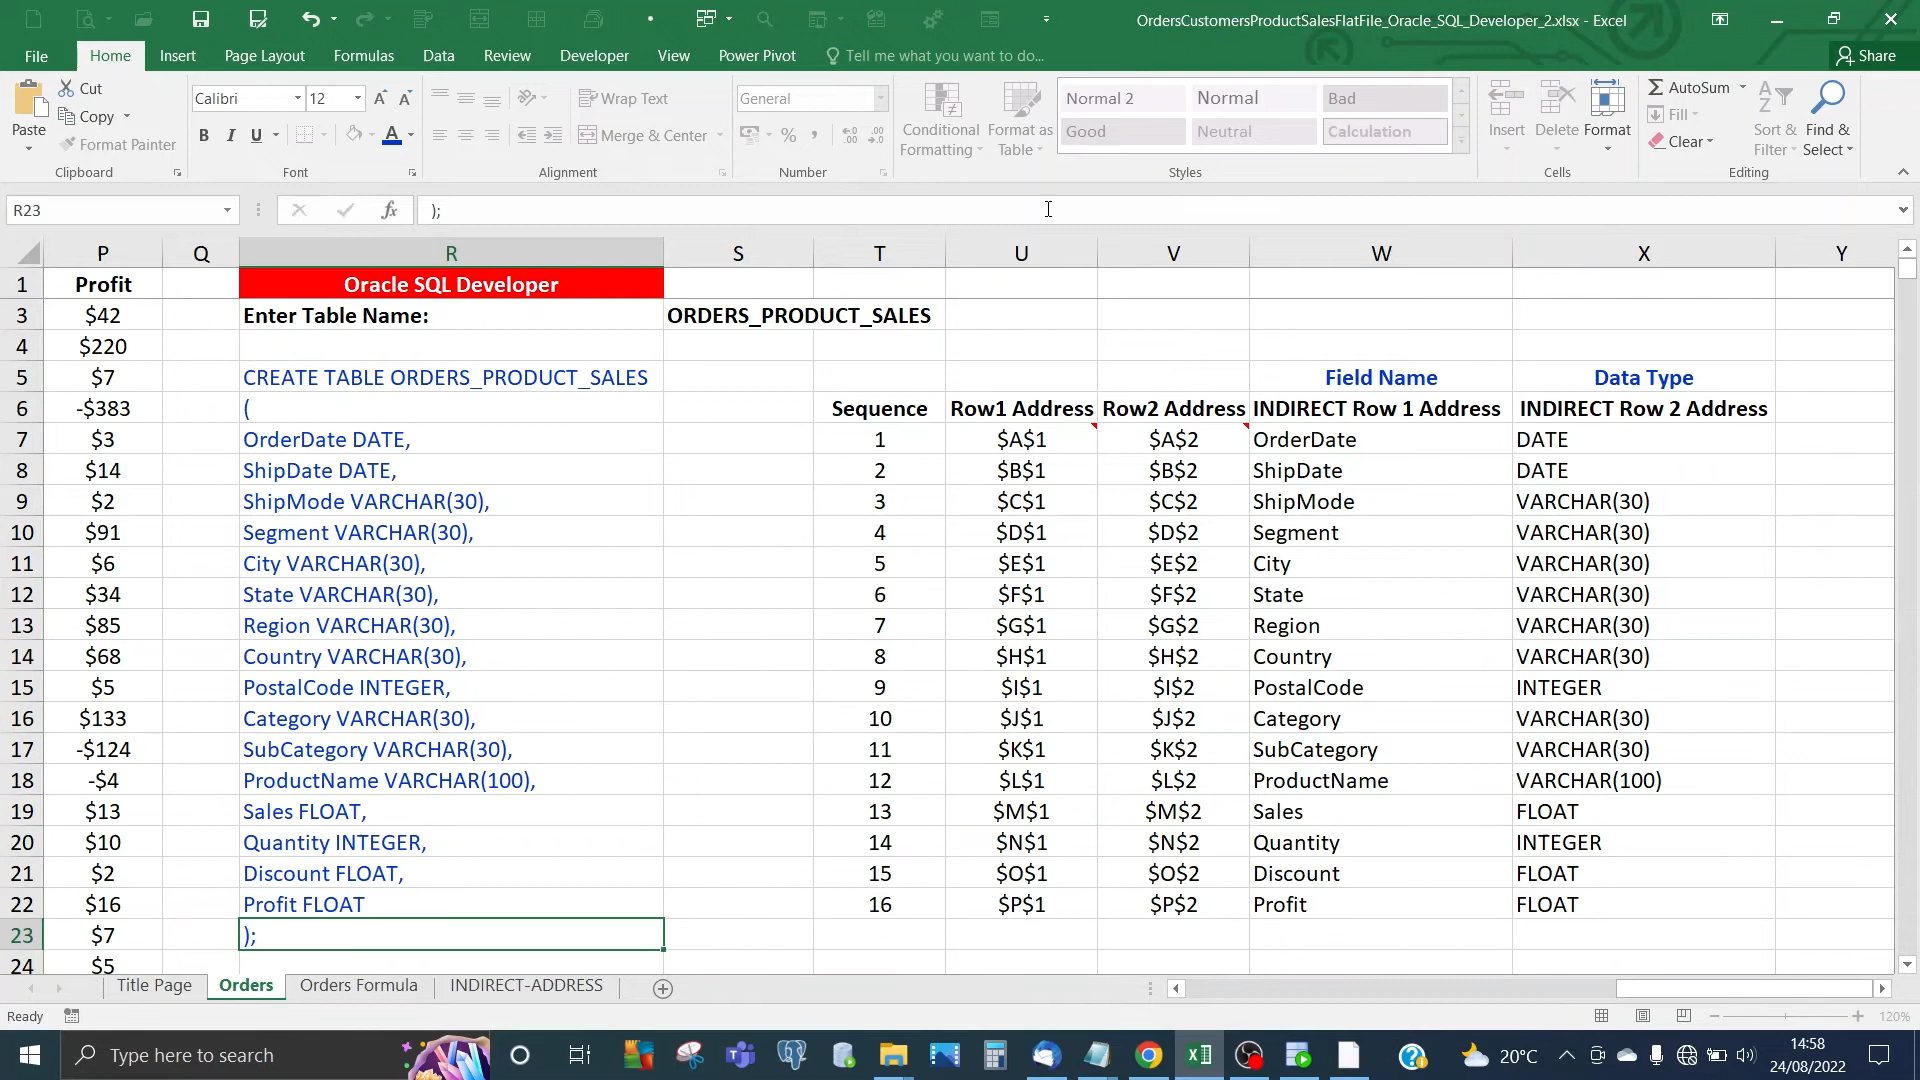 OrdersCustomersProductSalesFlatFile_Oracle_SQL_Developer_2.xlsx - Excel
File Home Insert Page Layout Formulas Data Review Developer View Power Pivot Tell me what you want to do... Share
Paste
Cut
Copy
Format Painter
Clipboard
Calibri 12
B I U
Font
Wrap Text
Merge & Center
Alignment
General
%
Number
Conditional Formatting
Format as Table
Normal 2 Normal Bad
Good Neutral Calculation
Styles
Insert Delete Format
Cells
AutoSum
Fill
Clear
Sort & Filter
Find & Select
Editing
R23 fx );
P Q R S T U V W X Y
1 Profit Oracle SQL Developer
3 $42 Enter Table Name: ORDERS_PRODUCT_SALES
4 $220
5 $7 CREATE TABLE ORDERS_PRODUCT_SALES Field Name Data Type
6 -$383 ( Sequence Row1 Address Row2 Address INDIRECT Row 1 Address INDIRECT Row 2 Address
7 $3 OrderDate DATE, 1 $A$1 $A$2 OrderDate DATE
8 $14 ShipDate DATE, 2 $B$1 $B$2 ShipDate DATE
9 $2 ShipMode VARCHAR(30), 3 $C$1 $C$2 ShipMode VARCHAR(30)
10 $91 Segment VARCHAR(30), 4 $D$1 $D$2 Segment VARCHAR(30)
11 $6 City VARCHAR(30), 5 $E$1 $E$2 City VARCHAR(30)
12 $34 State VARCHAR(30), 6 $F$1 $F$2 State VARCHAR(30)
13 $85 Region VARCHAR(30), 7 $G$1 $G$2 Region VARCHAR(30)
14 $68 Country VARCHAR(30), 8 $H$1 $H$2 Country VARCHAR(30)
15 $5 PostalCode INTEGER, 9 $I$1 $I$2 PostalCode INTEGER
16 $133 Category VARCHAR(30), 10 $J$1 $J$2 Category VARCHAR(30)
17 -$124 SubCategory VARCHAR(30), 11 $K$1 $K$2 SubCategory VARCHAR(30)
18 -$4 ProductName VARCHAR(100), 12 $L$1 $L$2 ProductName VARCHAR(100)
19 $13 Sales FLOAT, 13 $M$1 $M$2 Sales FLOAT
20 $10 Quantity INTEGER, 14 $N$1 $N$2 Quantity INTEGER
21 $2 Discount FLOAT, 15 $O$1 $O$2 Discount FLOAT
22 $16 Profit FLOAT 16 $P$1 $P$2 Profit FLOAT
23 $7 );
24 $5
Title Page Orders Orders Formula INDIRECT-ADDRESS
Ready 120%
Type here to search 20°C 14:58
24/08/2022